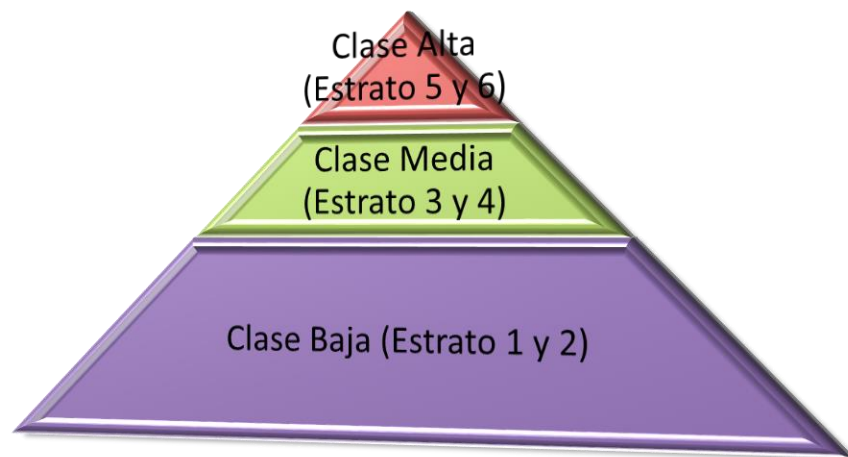 Clase Alta
(Estrato 5 y 6)
Clase Media
(Estrato 3 y 4)
Clase Baja (Estrato 1 y 2)